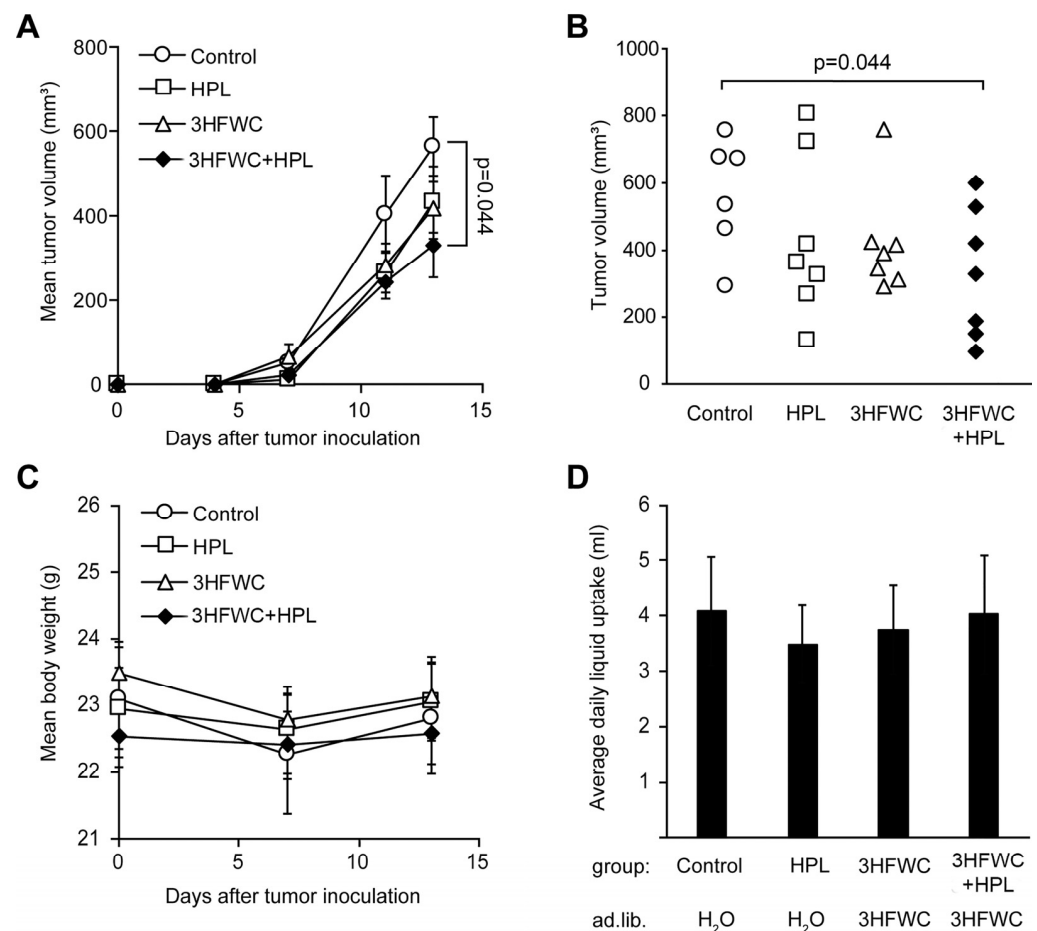 A
Mean tumor volume (mm³)
800
600
400
200
0
0
5
10
15
Days after tumor inoculation
Control
HPL
3HFWC
3HFWC+HPL
p=0.044
B
Tumor volume (mm³)
1000
800
600
400
200
0
p=0.044
Control
HPL
3HFWC
3HFWC
+HPL
C
Mean body weight (g)
26
25
24
23
22
21
0
5
10
15
Days after tumor inoculation
Control
HPL
3HFWC
3HFWC+HPL
D
Average daily liquid uptake (ml)
6
5
4
3
2
1
group:
Control
HPL
3HFWC
3HFWC
+HPL
ad.lib.
H₂O
H₂O
3HFWC
3HFWC